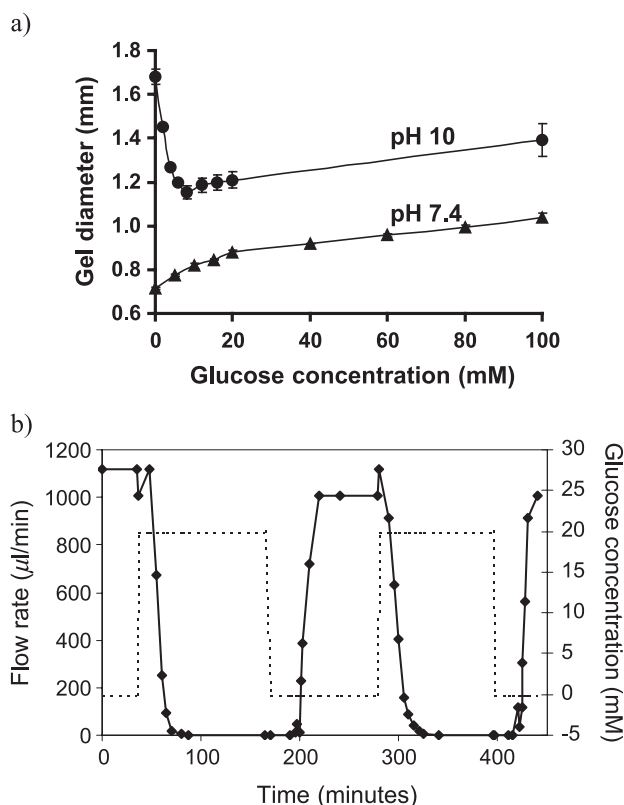 a)
1.8
1.6
1.4
1.2
1.0
0.8
0.6
Gel diameter (mm)
pH 10
pH 7.4
0 20 40 60 80 100
Glucose concentration (mM)
b)
1200
1000
800
600
400
200
0
Flow rate (μl/min)
30
25
20
15
10
5
0
-5
Glucose concentration
(mM)
0 100 200 300 400
Time (minutes)